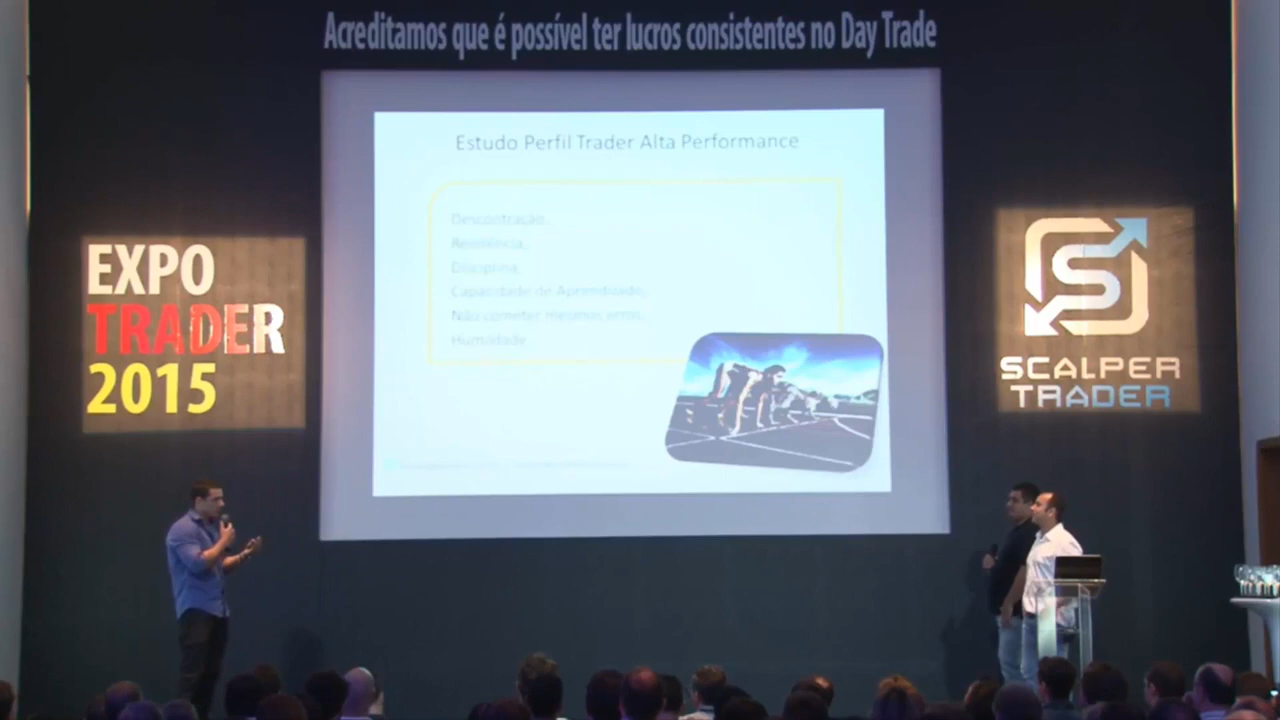 Acreditamos que é possível ter lucros consistentes no Day Trade
Estudo Perfil Trader Alta Performance
Descontração,
Resistência,
Disciplina,
Capacidade de Aprendizado,
Não cometer mesmos erros,
Humildade
EXPO
TRADER
2015
S
SCALPER
TRADER